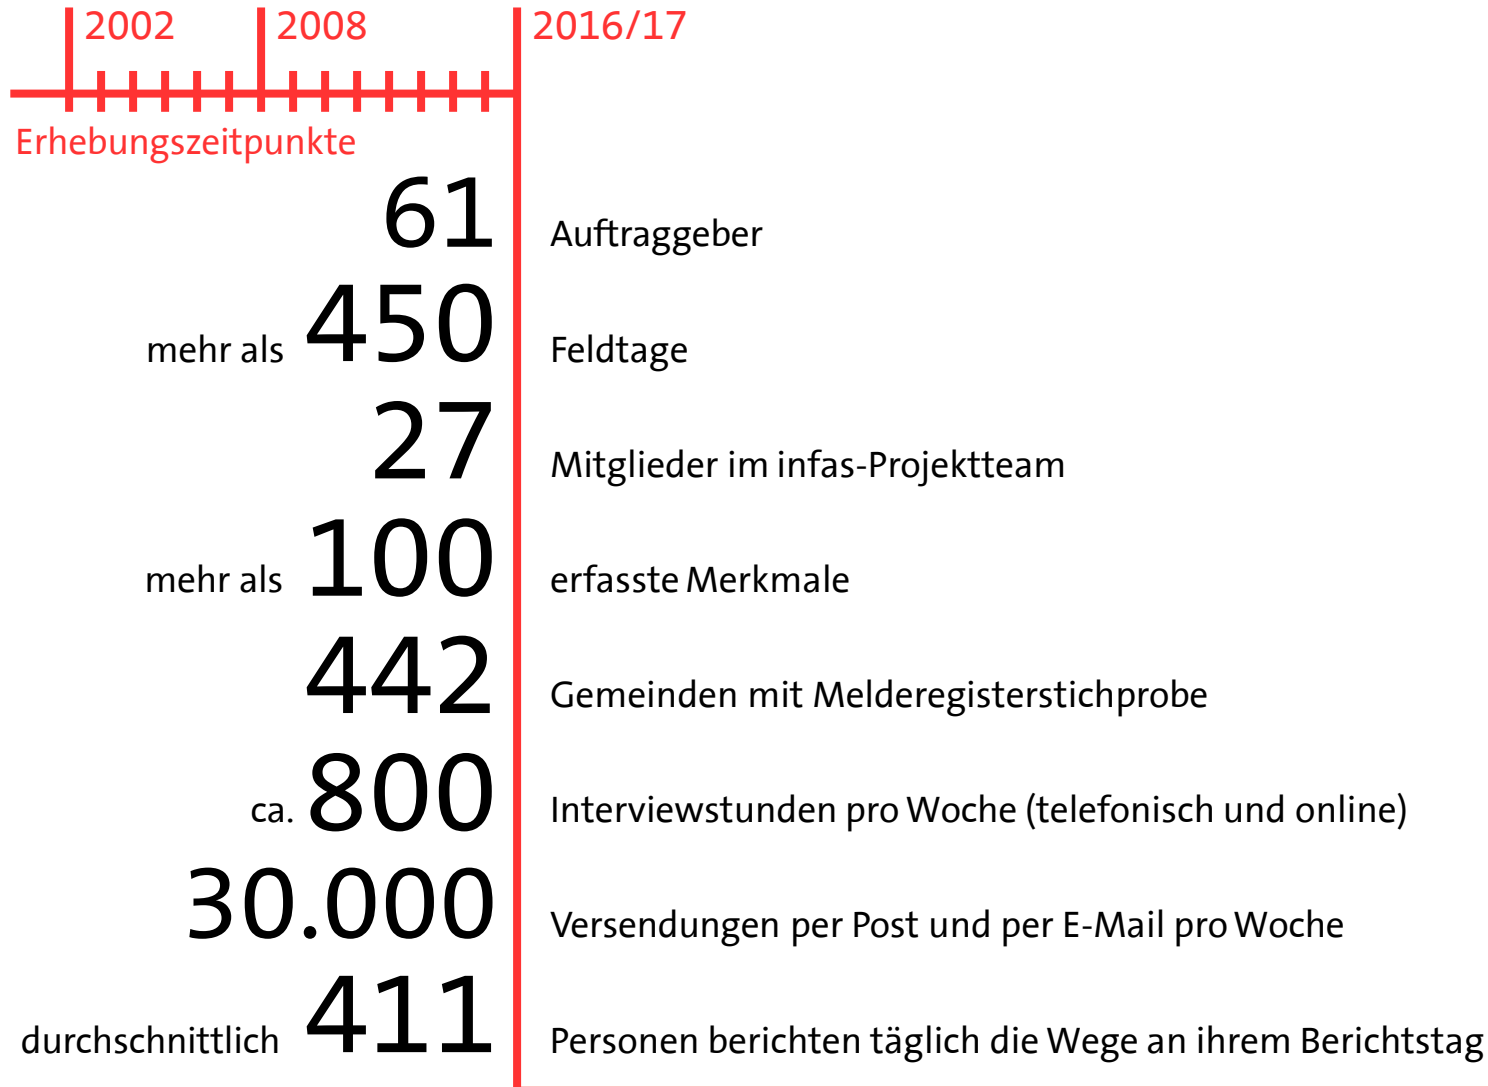 2002 2008 2016/17
Erhebungszeitpunkte
61 Auftraggeber
mehr als 450 Feldtage
27 Mitglieder im infas-Projektteam
mehr als 100 erfasste Merkmale
442 Gemeinden mit Melderegisterstichprobe
ca. 800 Interviewstunden pro Woche (telefonisch und online)
30.000 Versendungen per Post und per E-Mail pro Woche
durchschnittlich 411 Personen berichten täglich die Wege an ihrem Berichtstag